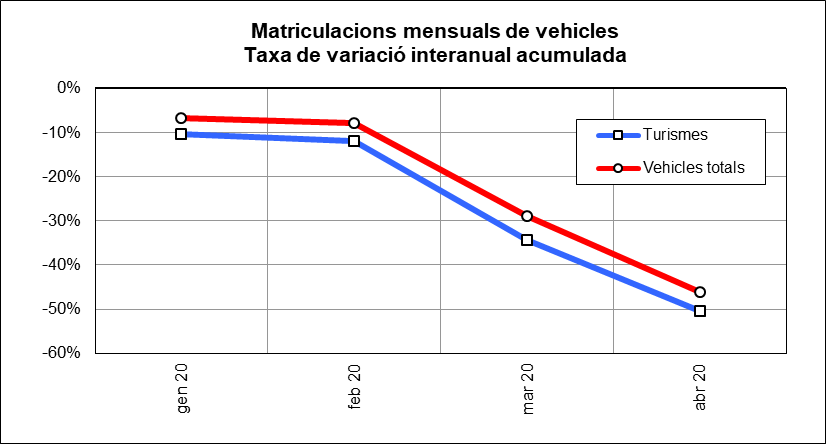 Matriculacions mensuals de vehicles
Taxa de variació interanual acumulada
0%
-10%
-20%
-30%
-40%
-50%
-60%
Turismes
Vehicles totals
gen 20
feb 20
mar 20
abr 20